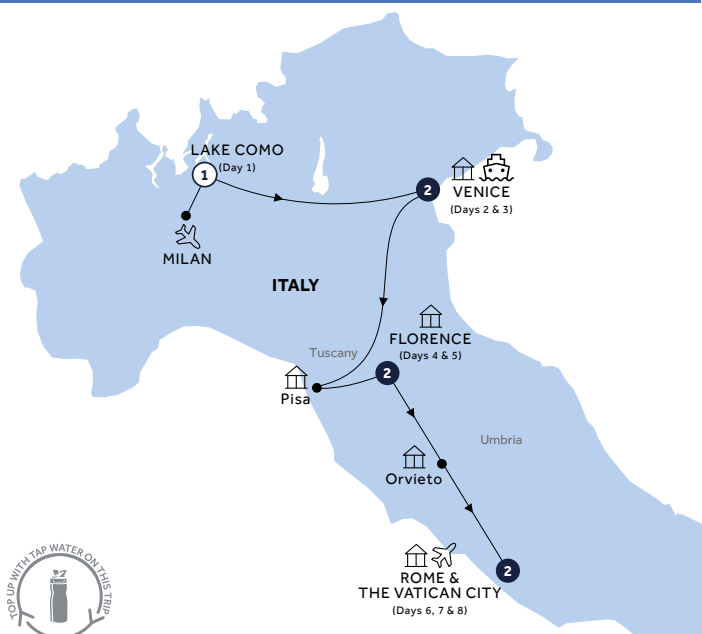 LAKE COMO
(Day 1)
1
MILAN
2
VENICE
(Days 2 & 3)
ITALY
FLORENCE
(Days 4 & 5)
Tuscany
2
Pisa
Umbria
Orvieto
2
ROME &
THE VATICAN CITY
(Days 6, 7 & 8)
TOP UP WITH TAP WATER ON THIS TRIP